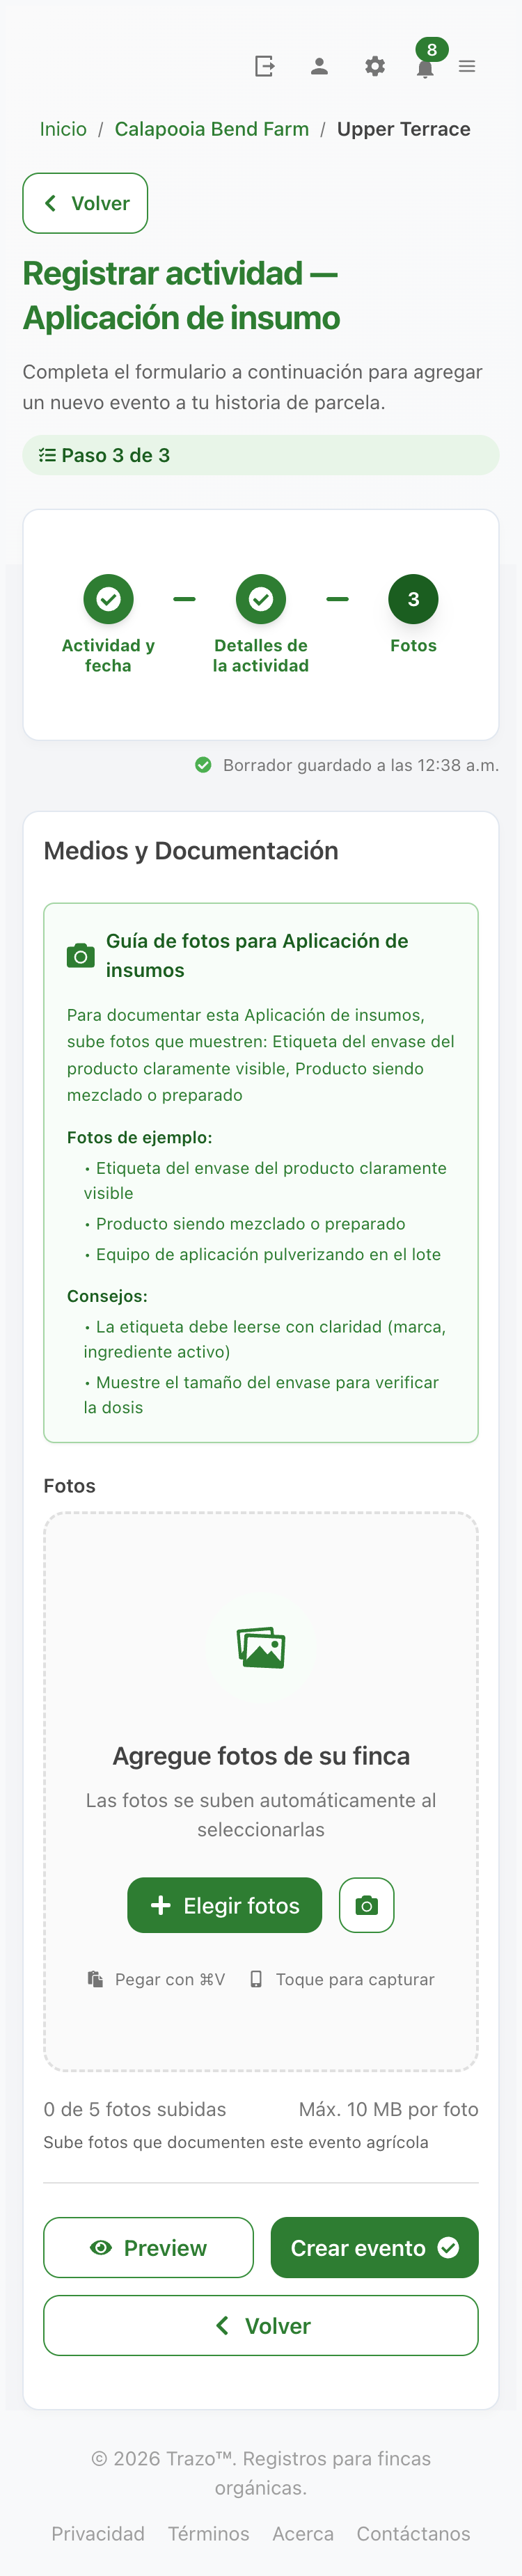 8
Inicio / Calapooia Bend Farm / Upper Terrace
Volver
Registrar actividad —
Aplicación de insumo
Completa el formulario a continuación para agregar
un nuevo evento a tu historia de parcela.
Paso 3 de 3
3
Actividad y
fecha
Detalles de
la actividad
Fotos
Borrador guardado a las 12:38 a.m.
Medios y Documentación
Guía de fotos para Aplicación de
insumos
Para documentar esta Aplicación de insumos,
sube fotos que muestren: Etiqueta del envase del
producto claramente visible, Producto siendo
mezclado o preparado
Fotos de ejemplo:
• Etiqueta del envase del producto claramente
visible
• Producto siendo mezclado o preparado
• Equipo de aplicación pulverizando en el lote
Consejos:
• La etiqueta debe leerse con claridad (marca,
ingrediente activo)
• Muestre el tamaño del envase para verificar
la dosis
Fotos
Agregue fotos de su finca
Las fotos se suben automáticamente al
seleccionarlas
Elegir fotos
Pegar con ⌘V Toque para capturar
0 de 5 fotos subidas Máx. 10 MB por foto
Sube fotos que documenten este evento agrícola
Preview Crear evento
Volver
© 2026 Trazo™. Registros para fincas
orgánicas.
Privacidad Términos Acerca Contáctanos